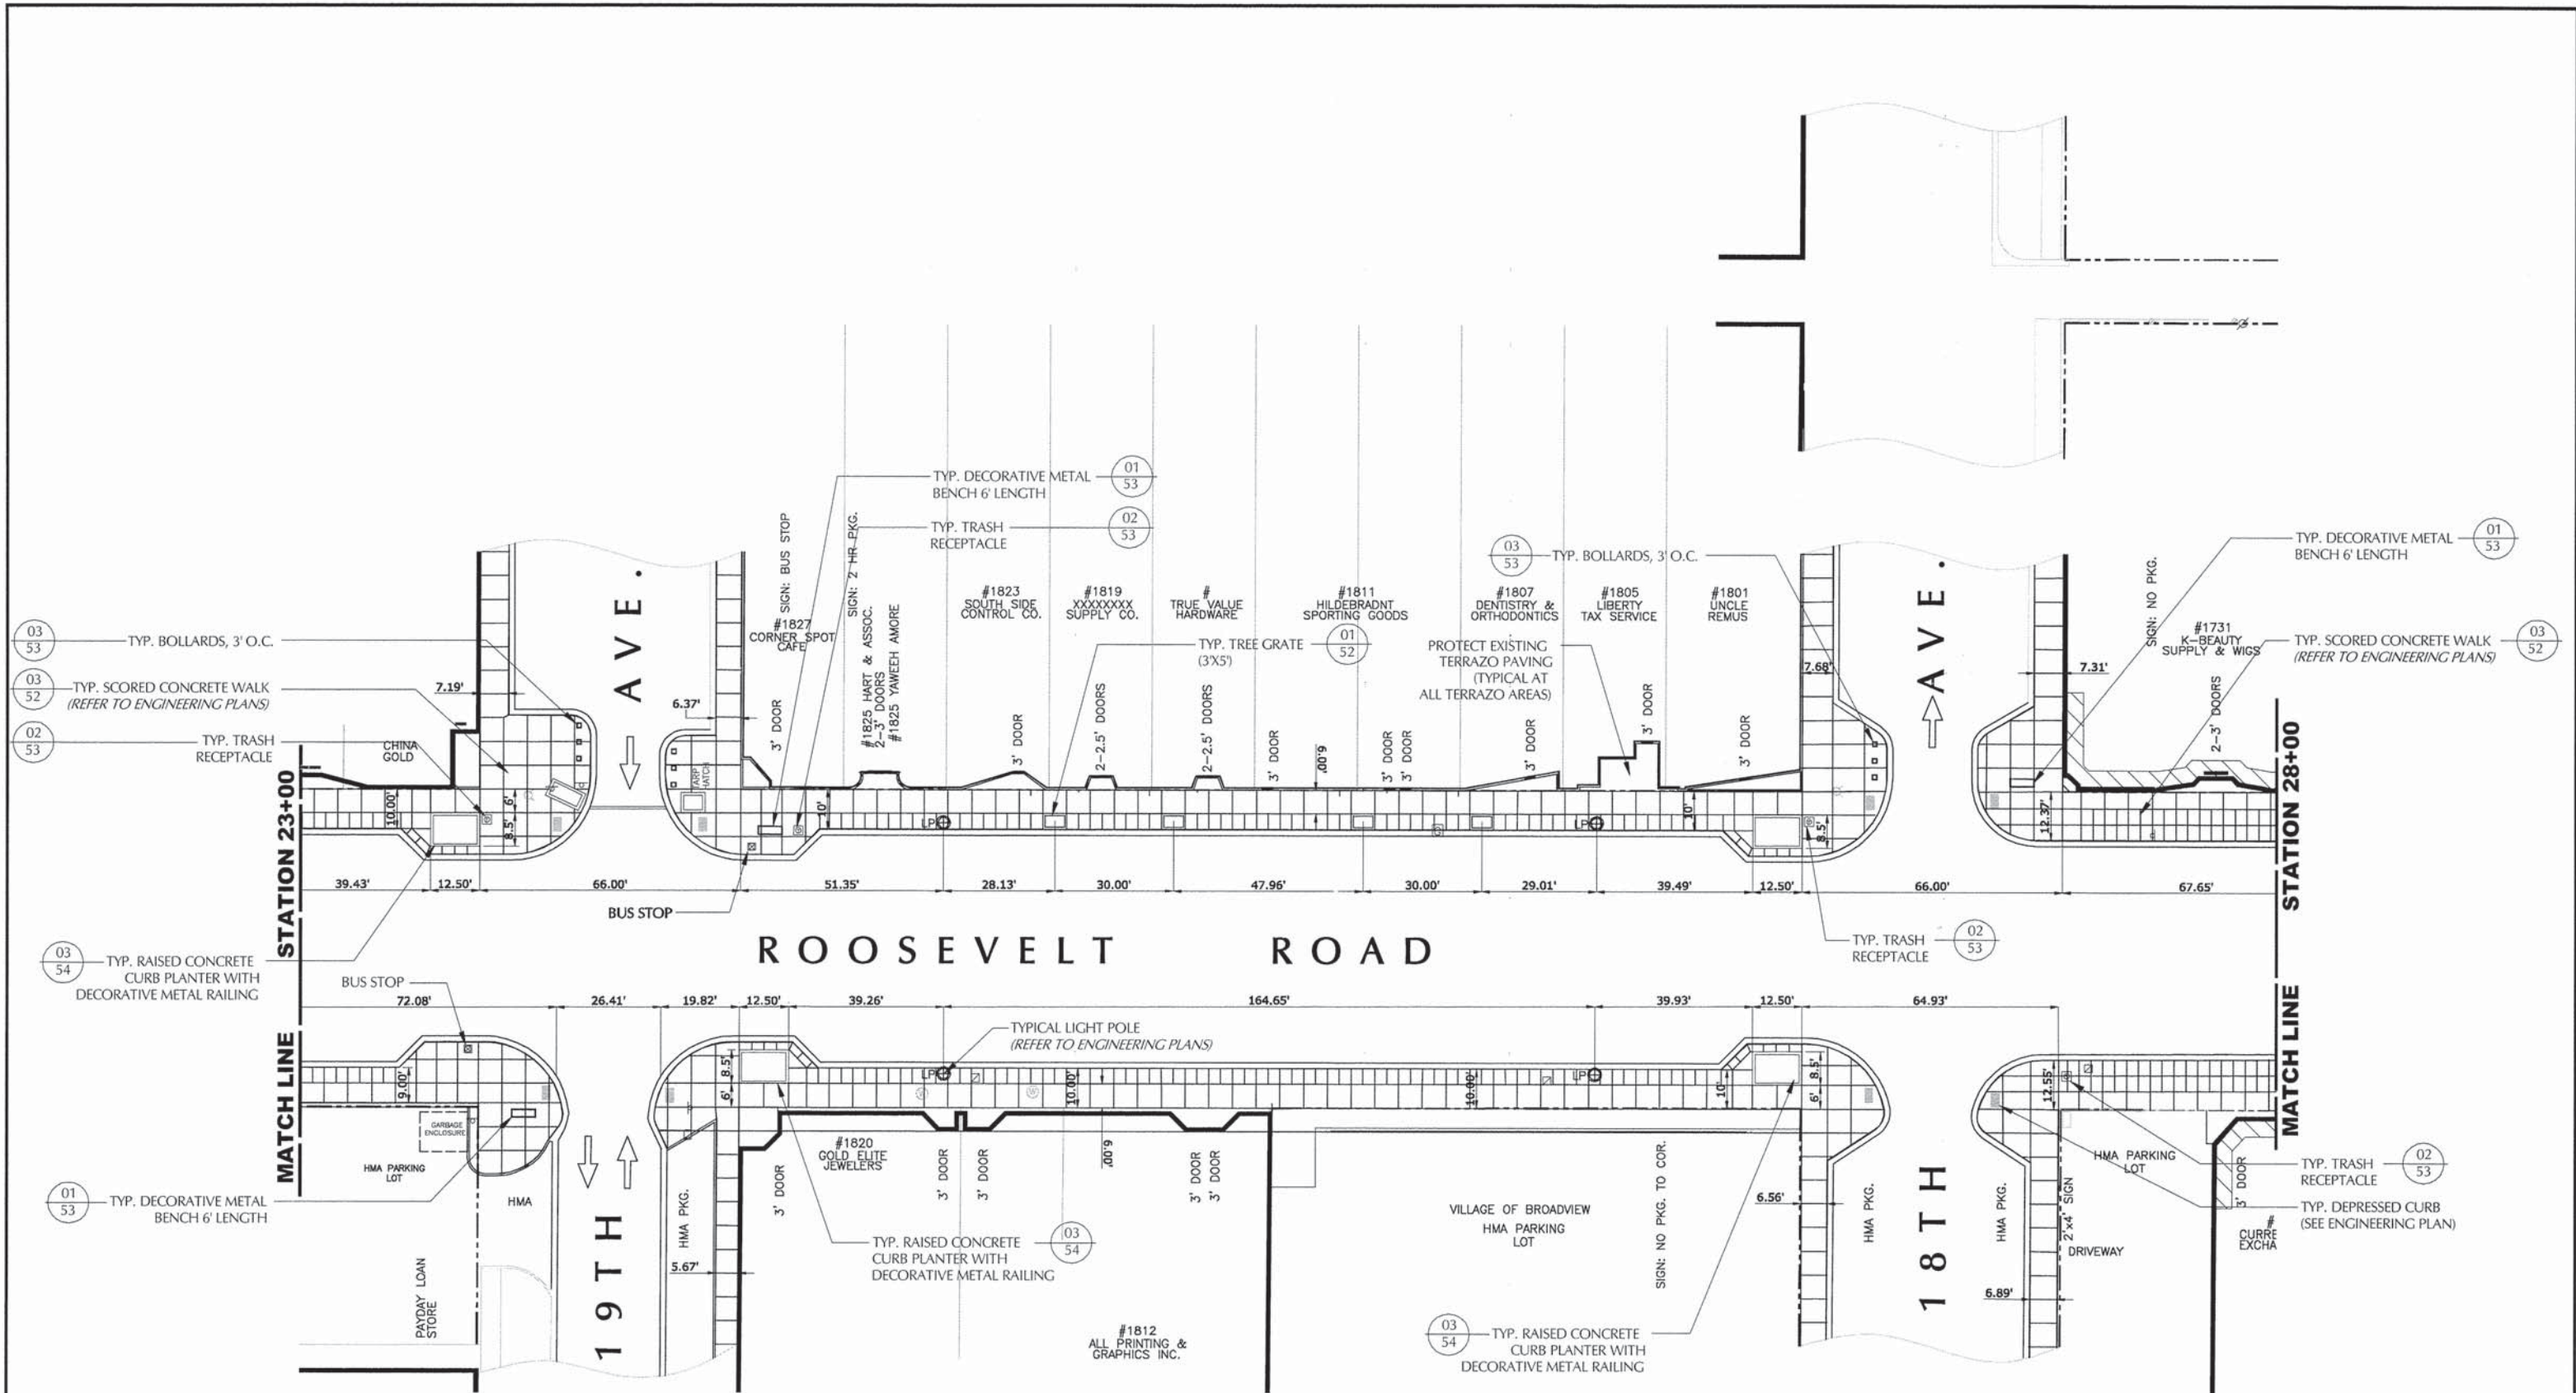 TYP. DECORATIVE METAL
BENCH 6' LENGTH
01
53
TYP. TRASH
RECEPTACLE
02
53
03
53
TYP. BOLLARDS, 3' O.C.
TYP. DECORATIVE METAL
BENCH 6' LENGTH
01
53
03
53
TYP. BOLLARDS, 3' O.C.
03
52
TYP. SCORED CONCRETE WALK
(REFER TO ENGINEERING PLANS)
02
53
TYP. TRASH
RECEPTACLE
CHINA
GOLD
7.19'
AVE.
6.37'
TARP
HATCH
SIGN: BUS STOP
#1827
CORNER SPOT
CAFE
3' DOOR
SIGN: 2 HR PKG.
#1825 HART & ASSOC.
2-3' DOORS
#1825 YAWEEH AMORE
#1823
SOUTH SIDE
CONTROL CO.
3' DOOR
#1819
XXXXXXXX
SUPPLY CO.
2-2.5' DOORS
#
TRUE VALUE
HARDWARE
2-2.5' DOORS
TYP. TREE GRATE
(3'X5')
01
52
3' DOOR
6.00'
#1811
HILDEBRADNT
SPORTING GOODS
3' DOOR
3' DOOR
#1807
DENTISTRY &
ORTHODONTICS
3' DOOR
PROTECT EXISTING
TERRAZO PAVING
(TYPICAL AT
ALL TERRAZO AREAS)
#1805
LIBERTY
TAX SERVICE
3' DOOR
#1801
UNCLE
REMUS
3' DOOR
7.68'
AVE.
7.31'
SIGN: NO PKG.
#1731
K-BEAUTY
SUPPLY & WIGS
2-3' DOORS
TYP. SCORED CONCRETE WALK
(REFER TO ENGINEERING PLANS)
03
52
10.00'
6'
8.5'
10'
LP
LP
10'
8.5'
12.37'
MATCH LINE STATION 23+00
MATCH LINE STATION 28+00
39.43'
12.50'
66.00'
51.35'
28.13'
30.00'
47.96'
30.00'
29.01'
39.49'
12.50'
66.00'
67.65'
BUS STOP
ROOSEVELT ROAD
TYP. TRASH
RECEPTACLE
02
53
03
54
TYP. RAISED CONCRETE
CURB PLANTER WITH
DECORATIVE METAL RAILING
BUS STOP
72.08'
26.41'
19.82'
12.50'
39.26'
164.65'
39.93'
12.50'
64.93'
TYPICAL LIGHT POLE
(REFER TO ENGINEERING PLANS)
9.00'
8.5'
6'
LP
W
W
10.00'
10.00'
LP
10'
8.5'
6'
12.55'
GARBAGE
ENCLOSURE
HMA PARKING
LOT
HMA
01
53
TYP. DECORATIVE METAL
BENCH 6' LENGTH
PAYDAY LOAN
STORE
19TH
HMA PKG.
5.67'
3' DOOR
#1820
GOLD ELITE
JEWELERS
3' DOOR
3' DOOR
6.00'
3' DOOR
3' DOOR
TYP. RAISED CONCRETE
CURB PLANTER WITH
DECORATIVE METAL RAILING
03
54
#1812
ALL PRINTING &
GRAPHICS INC.
VILLAGE OF BROADVIEW
HMA PARKING
LOT
SIGN: NO PKG. TO COR.
03
54
TYP. RAISED CONCRETE
CURB PLANTER WITH
DECORATIVE METAL RAILING
6.56'
HMA PKG.
18TH
HMA PKG.
6.89'
2'x4' SIGN
DRIVEWAY
HMA PARKING
LOT
3' DOOR
#
CURRE
EXCHA
TYP. TRASH
RECEPTACLE
02
53
TYP. DEPRESSED CURB
(SEE ENGINEERING PLAN)